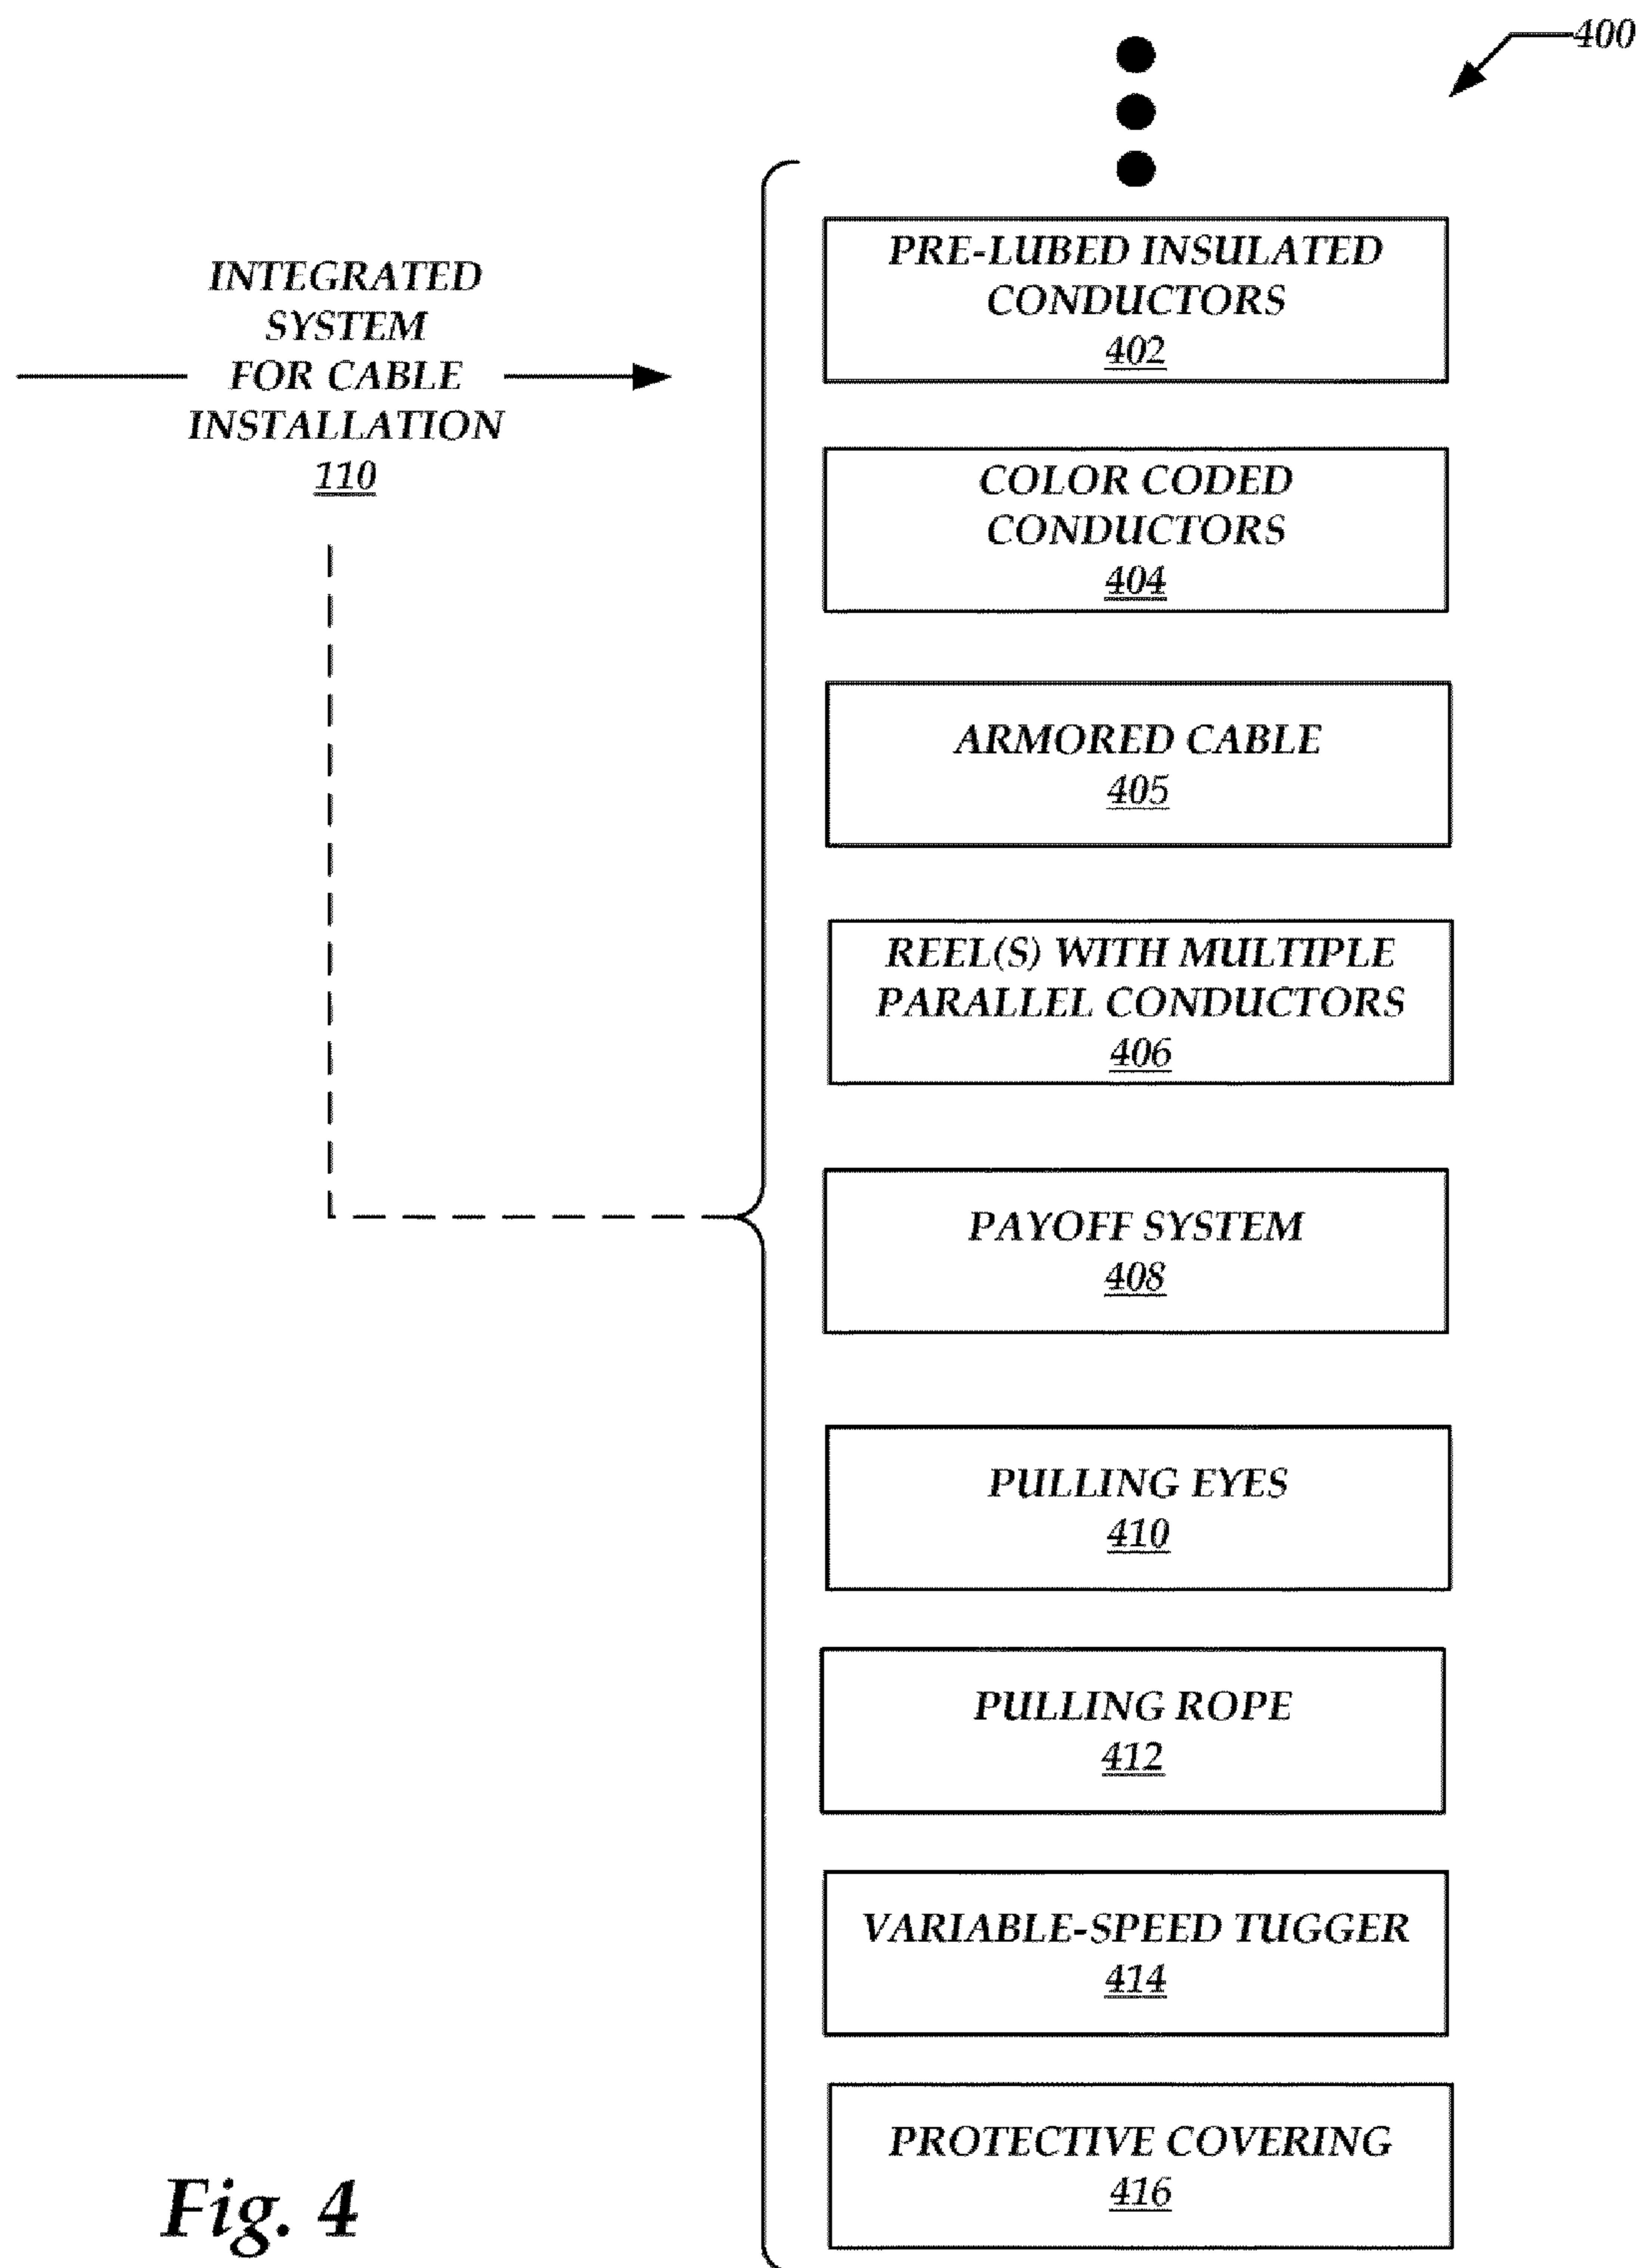 400
INTEGRATED
SYSTEM
FOR CABLE
INSTALLATION
110
PRE-LUBED INSULATED
CONDUCTORS
402
COLOR CODED
CONDUCTORS
404
ARMORED CABLE
405
REEL(S) WITH MULTIPLE
PARALLEL CONDUCTORS
406
PAYOFF SYSTEM
408
PULLING EYES
410
PULLING ROPE
412
VARIABLE-SPEED TUGGER
414
PROTECTIVE COVERING
416
Fig. 4